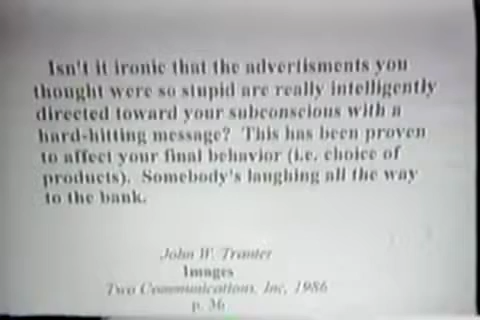 Isn't it ironic that the advertisments you
thought were so stupid are really intelligently
directed toward your subconscious with a
hard-hitting message? This has been proven
to affect your final behavior (i.e. choice of
products). Somebody's laughing all the way
to the bank.
John W. Tranter
Images
Two Communications, Inc, 1986
p. 36